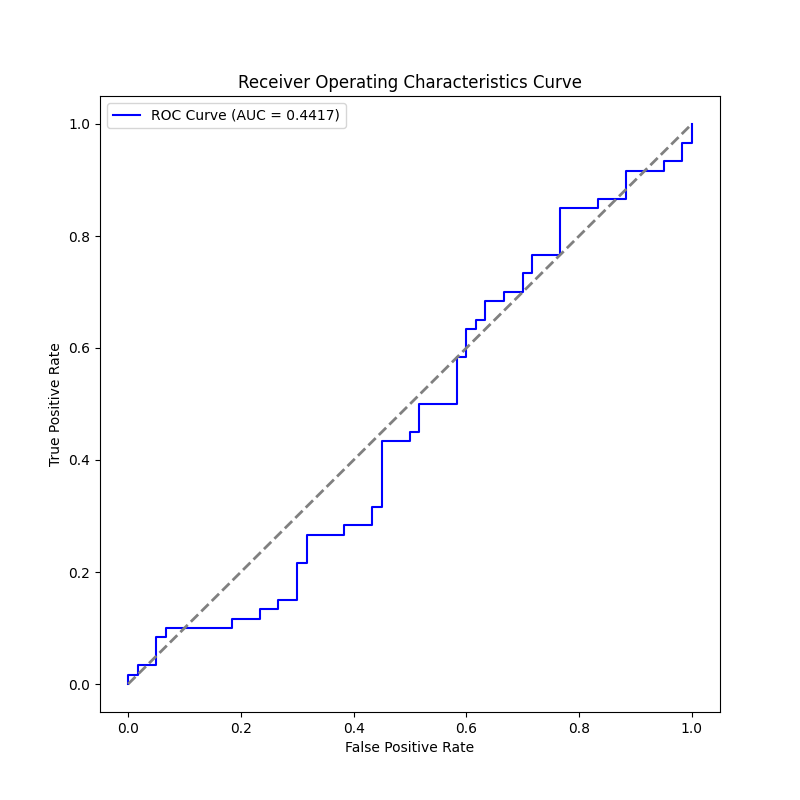 Receiver Operating Characteristics Curve
ROC Curve (AUC = 0.4417)
1.0
0.8
0.6
0.4
0.2
0.0
True Positive Rate
0.0 0.2 0.4 0.6 0.8 1.0
False Positive Rate